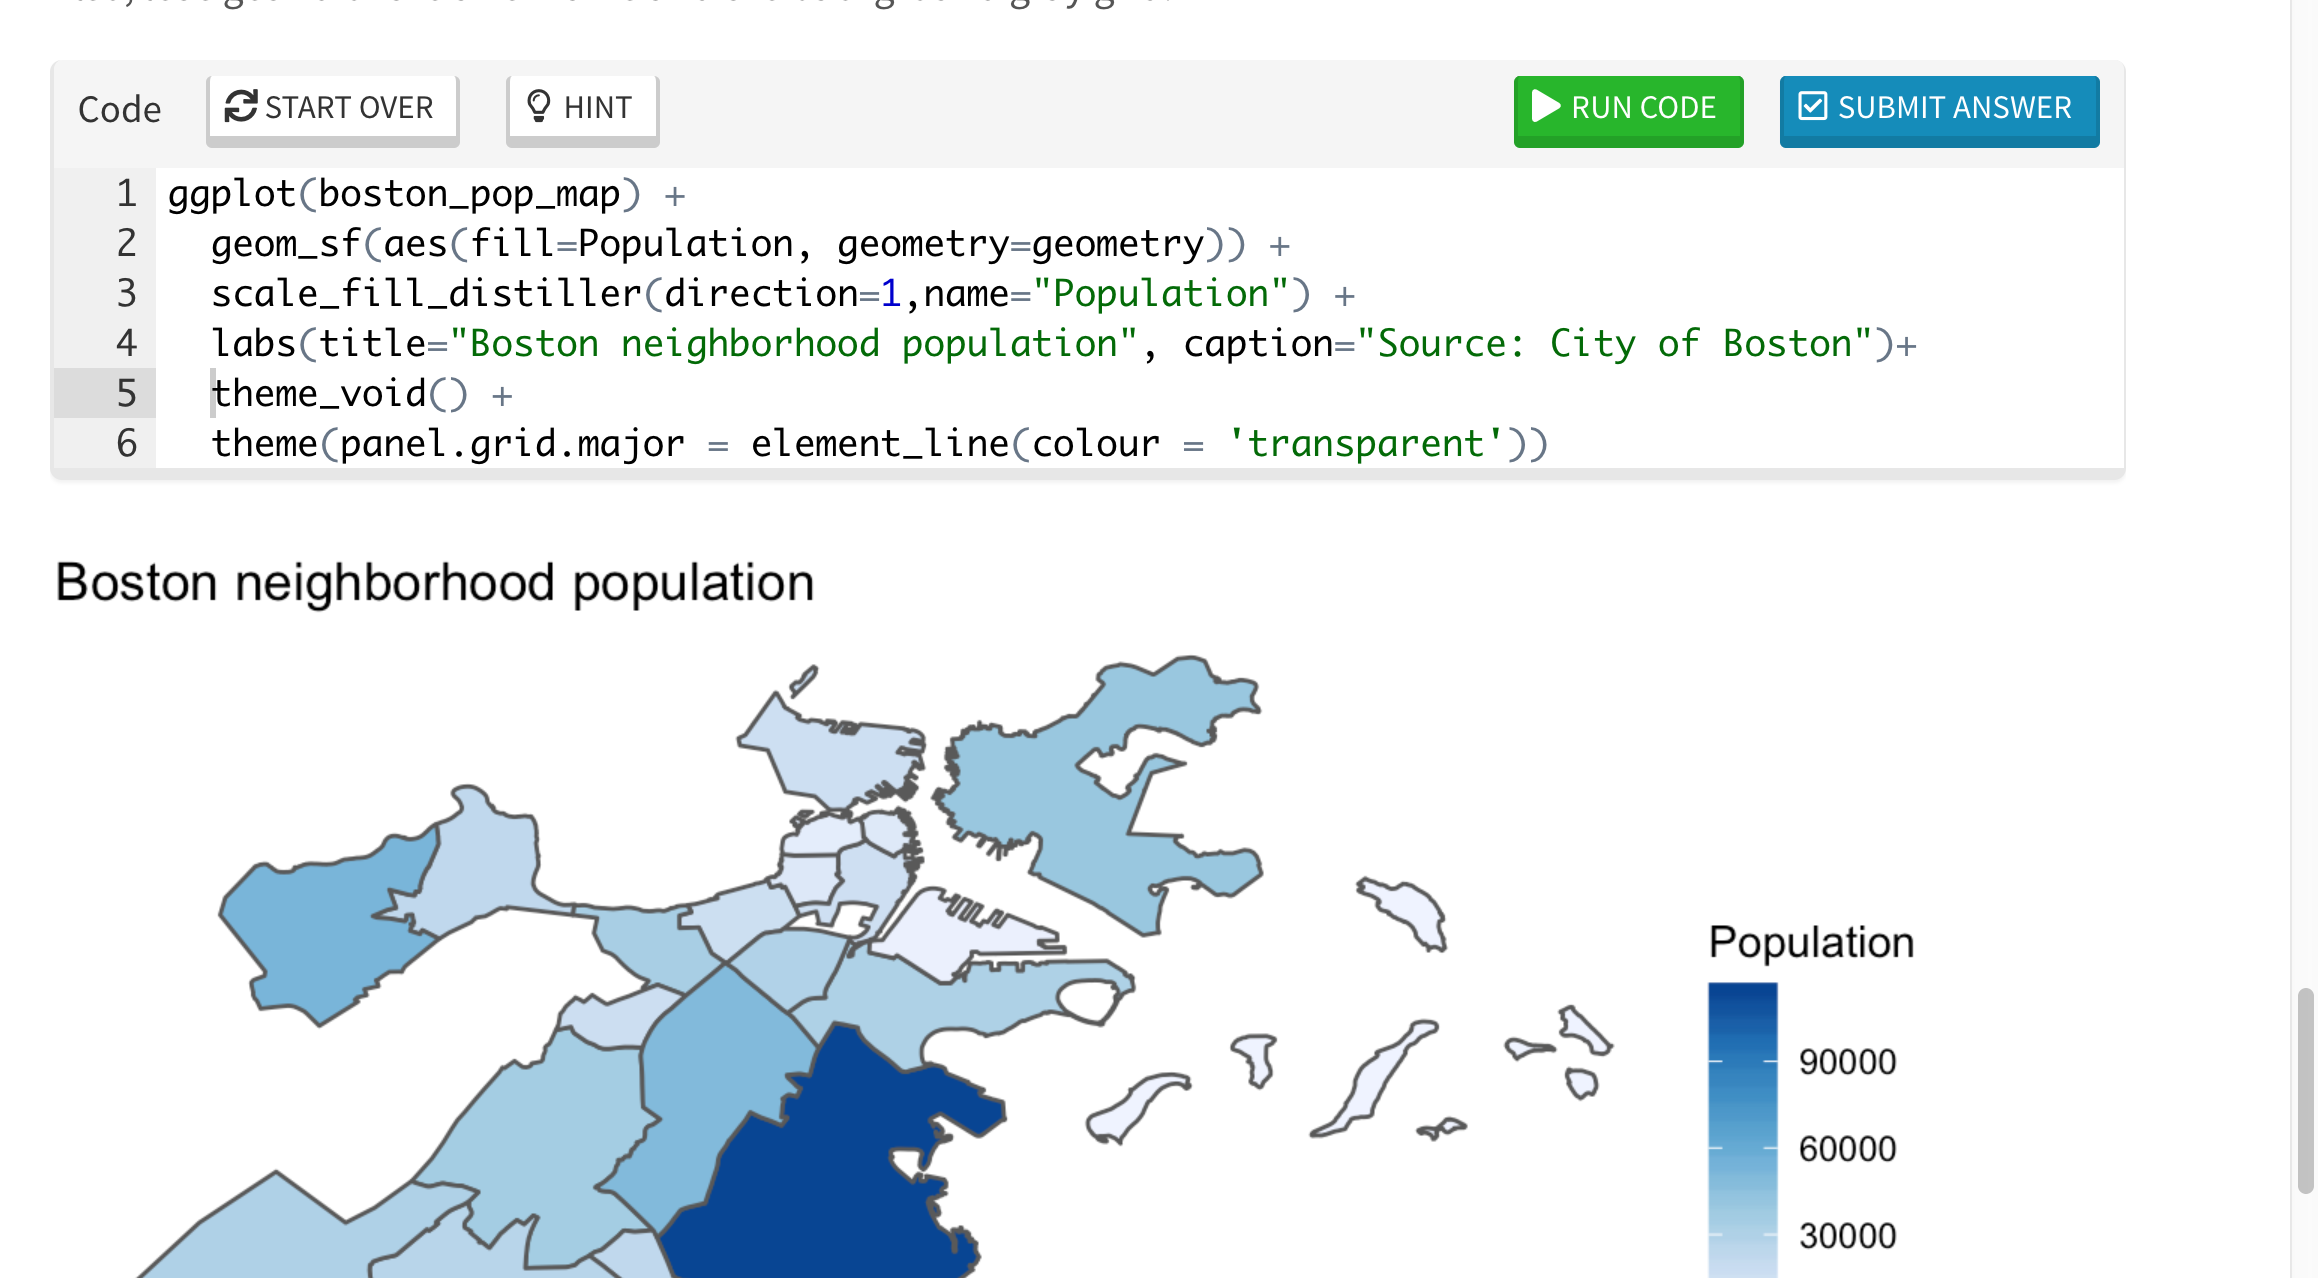 Code START OVER HINT RUN CODE SUBMIT ANSWER
1 ggplot(boston_pop_map) +
2 geom_sf(aes(fill=Population, geometry=geometry)) +
3 scale_fill_distiller(direction=1,name="Population") +
4 labs(title="Boston neighborhood population", caption="Source: City of Boston")+
5 theme_void() +
6 theme(panel.grid.major = element_line(colour = 'transparent'))
Boston neighborhood population
Population
90000
60000
30000